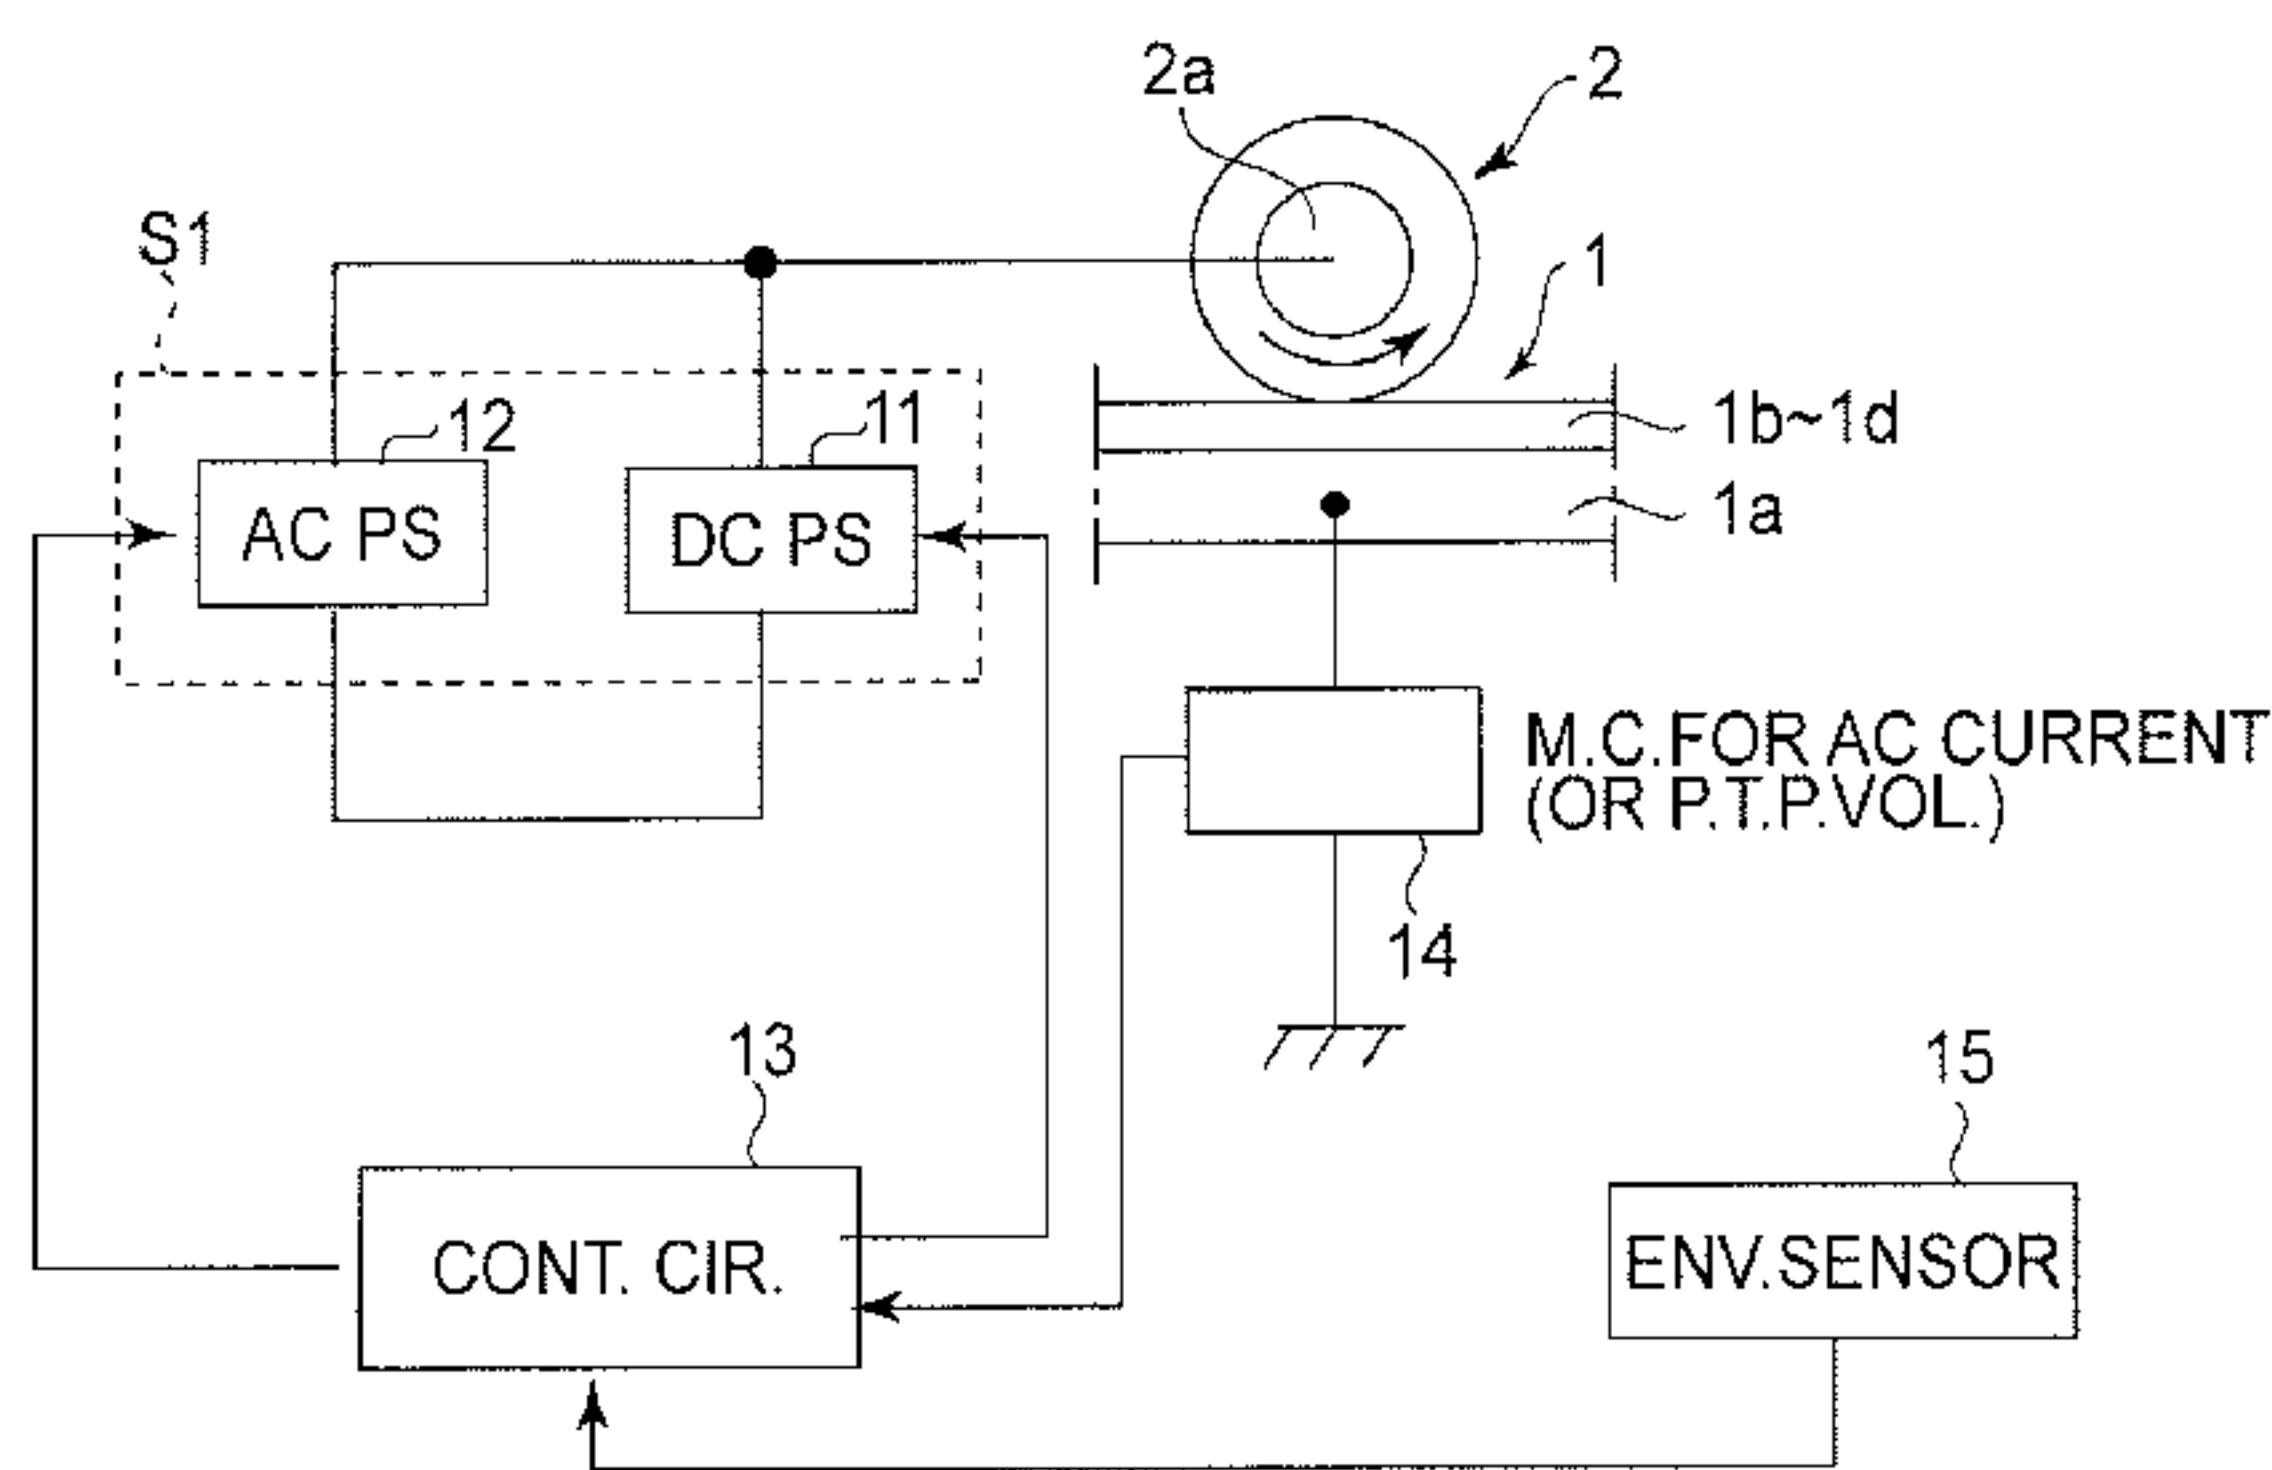 2a
2
S1
1
12
11
1b~1d
AC PS
DC PS
1a
M.C.FOR AC CURRENT
(OR P.T.P.VOL.)
14
13
15
CONT. CIR.
ENV.SENSOR